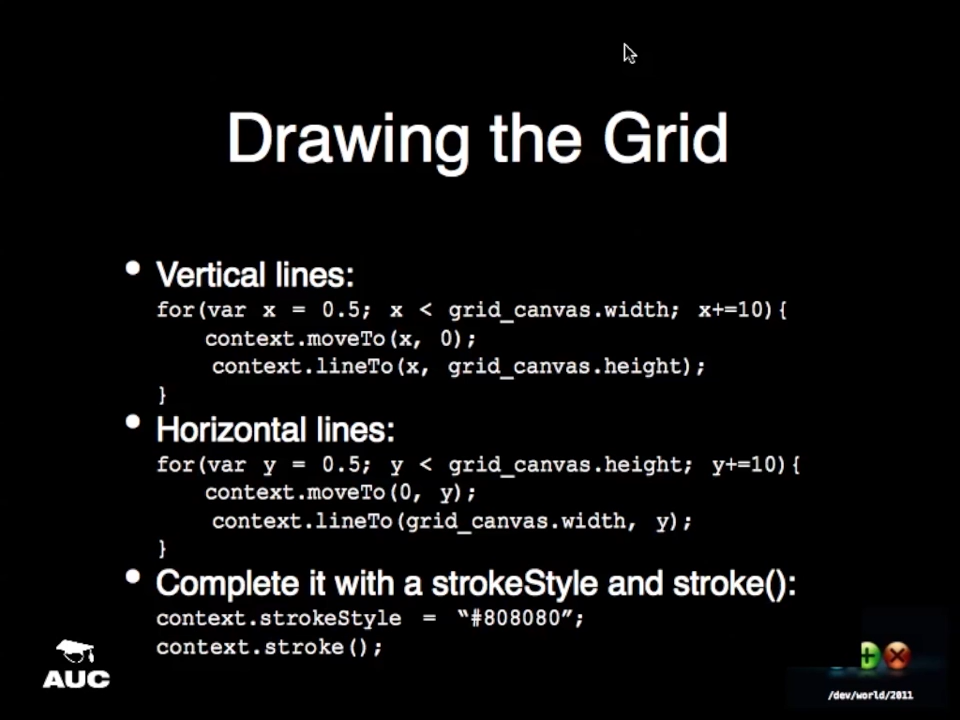 Drawing the Grid
• Vertical lines:
for(var x = 0.5; x < grid_canvas.width; x+=10){
context.moveTo(x, 0);
context.lineTo(x, grid_canvas.height);
}
• Horizontal lines:
for(var y = 0.5; y < grid_canvas.height; y+=10){
context.moveTo(0, y);
context.lineTo(grid_canvas.width, y);
}
• Complete it with a strokeStyle and stroke():
context.strokeStyle = “#808080”;
context.stroke();
AUC
/dev/world/2011